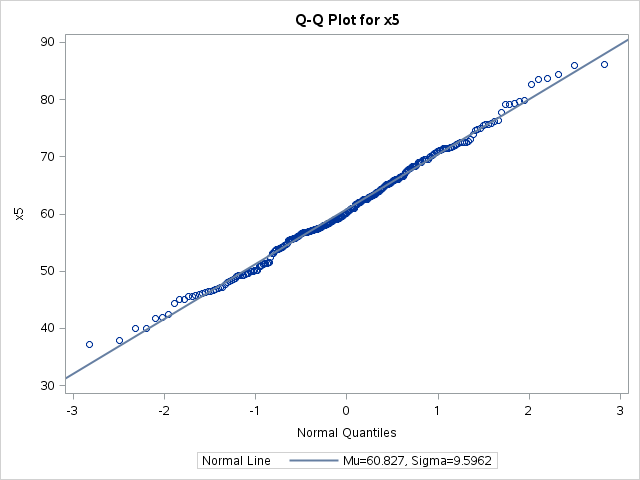 Q-Q Plot for x5
90
80
70
60
50
40
30
x5
-3 -2 -1 0 1 2 3
Normal Quantiles
Normal Line Mu=60.827, Sigma=9.5962